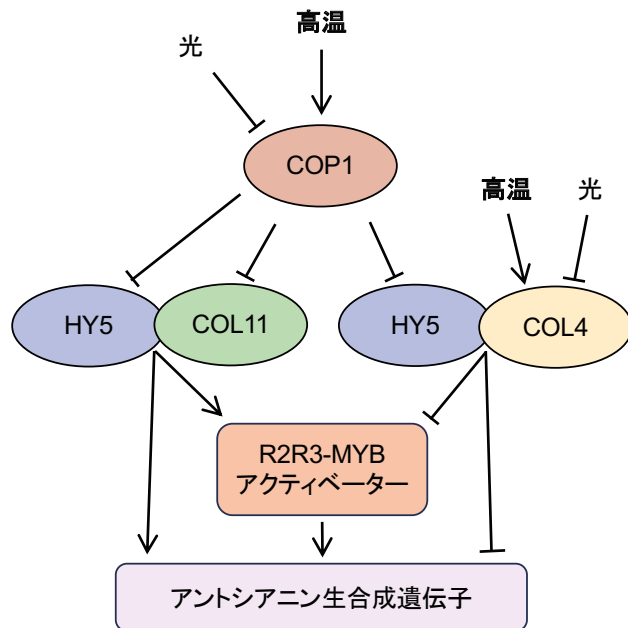 高温
光
COP1
高温
光
HY5
COL11
HY5
COL4
R2R3-MYB
アクティベーター
アントシアニン生合成遺伝子